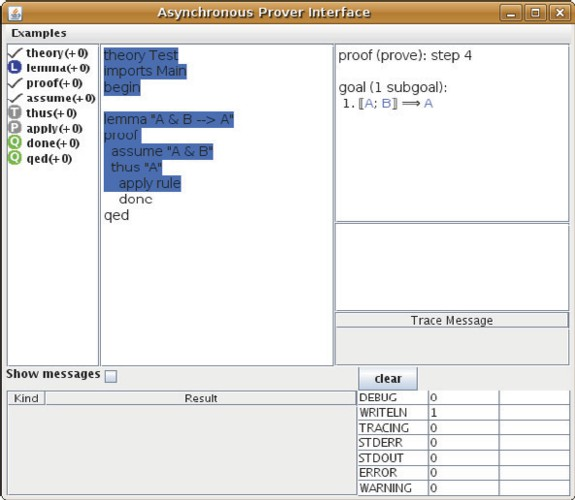 Asynchronous Prover Interface
Examples
theory(+0)
L lemma(+0)
proof(+0)
assume(+0)
T thus(+0)
P apply(+0)
Q done(+0)
Q qed(+0)
theory Test
imports Main
begin
lemma "A & B --> A"
proof
assume "A & B"
thus "A"
apply rule
done
qed
proof (prove): step 4
goal (1 subgoal):
1. ⟦A; B⟧ ⟹ A
Trace Message
Show messages
clear
Kind Result
DEBUG 0
WRITELN 1
TRACING 0
STDERR 0
STDOUT 0
ERROR 0
WARNING 0